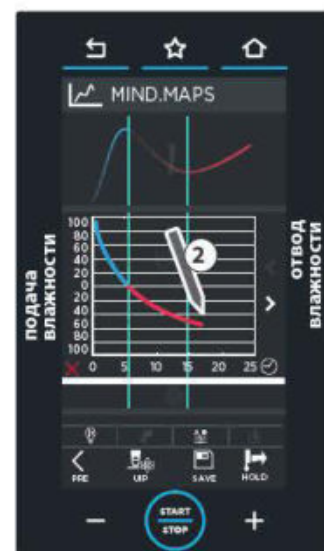 MIND.MAPS
подача
влажности
отвод
влажности
100
80
60
40
20
0
20
40
60
80
100
2
0 5 10 15 20 25
PRE
UP
SAVE
HOLD
START
STOP